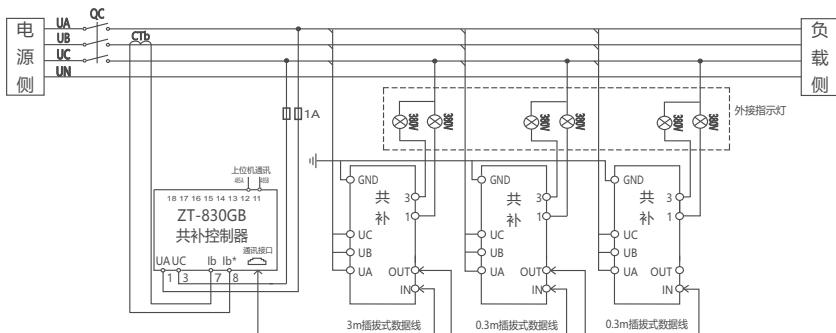 电源侧
UA
UB
UC
UN
QC
CTb
负载侧
1A
380V
380V
380V
380V
380V
380V
外接指示灯
上位机通讯
485A
485B
18 17 16 15 14 13 12 11
ZT-830GB
共补控制器
通讯接口
UA UC Ib Ib*
1 3 7 8
GND
共补
3
1
UC
UB
UA
OUT
IN
GND
共补
3
1
UC
UB
UA
OUT
IN
GND
共补
3
1
UC
UB
UA
OUT
IN
3m插拔式数据线
0.3m插拔式数据线
0.3m插拔式数据线